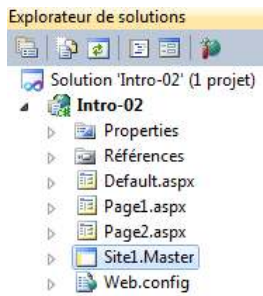 Explorateur de solutions
Solution 'Intro-02' (1 projet)
Intro-02
Properties
Références
Default.aspx
Page1.aspx
Page2.aspx
Site1.Master
Web.config